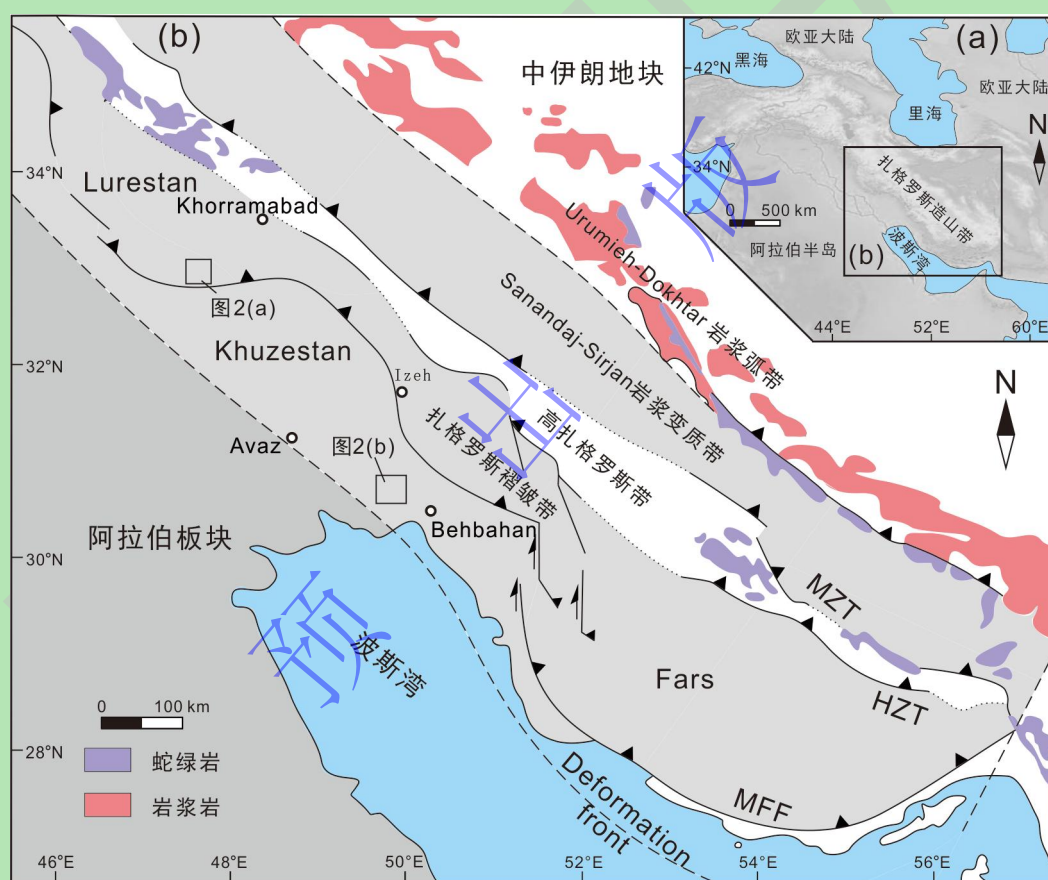 (b)
(a)
欧亚大陆
黑海
42°N
欧亚大陆
里海
N
34°N
扎格罗斯造山带
0 500 km
阿拉伯半岛
波斯湾
(b)
44°E
52°E
60°E
中伊朗地块
34°N
Lurestan
Khorramabad
Urumieh-Dokhtar 岩浆弧带
Sanandaj-Sirjan岩浆变质带
图2(a)
Khuzestan
32°N
Izeh
高扎格罗斯带
扎格罗斯褶皱带
N
Avaz
图2(b)
Behbahan
阿拉伯板块
30°N
MZT
波斯湾
Fars
HZT
0 100 km
28°N
蛇绿岩
岩浆岩
Deformation
front
MFF
46°E
48°E
50°E
52°E
54°E
56°E
预
出
版